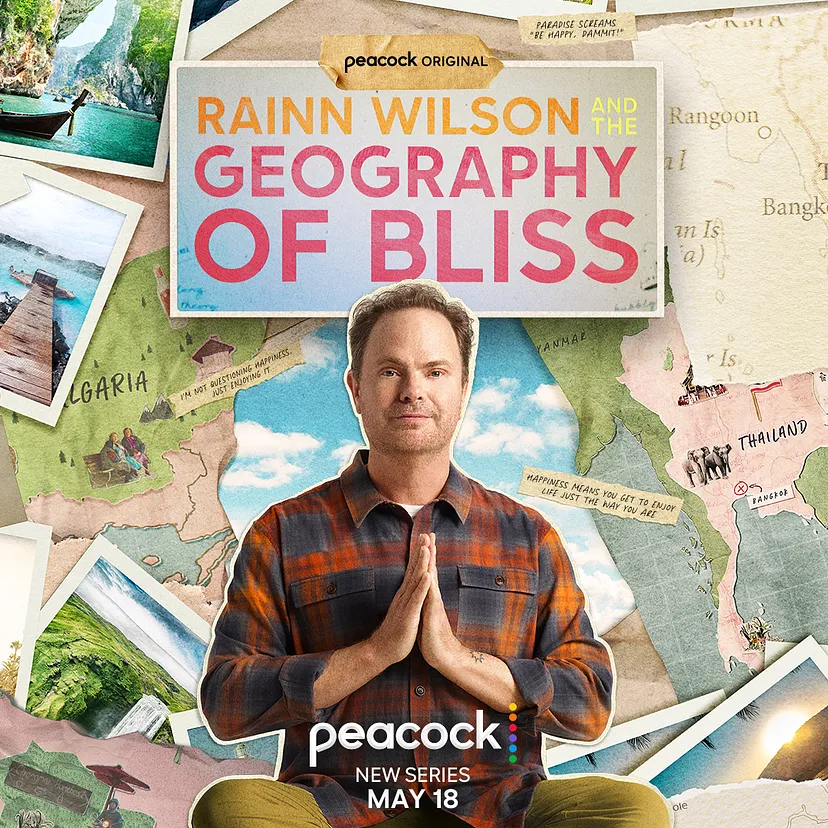 PARADISE SCREAMS
"BE HAPPY, DAMMIT!"
peacock ORIGINAL
RAINN WILSON AND THE
GEOGRAPHY
OF BLISS
Rangoon
I'M NOT QUESTIONING HAPPINESS.
JUST ENJOYING IT.
LGARIA
YANMAR
THAILAND
BANGKOK
HAPPINESS MEANS YOU GET TO ENJOY
LIFE JUST THE WAY YOU ARE
peacock
NEW SERIES
MAY 18